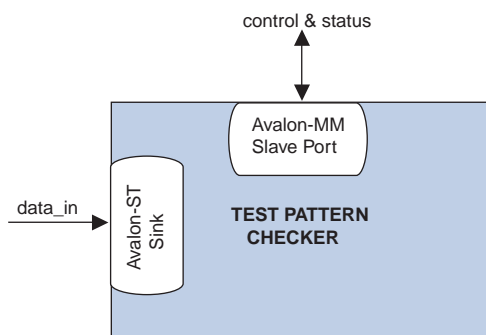 control & status
Avalon-MM
Slave Port
data_in
Avalon-ST
Sink
TEST PATTERN
CHECKER